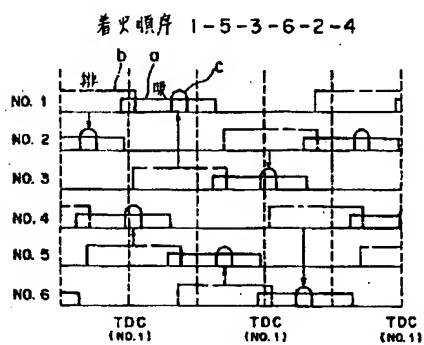 着火順序 1-5-3-6-2-4
b a c
排 吸
NO. 1
NO. 2
NO. 3
NO. 4
NO. 5
NO. 6
TDC TDC TDC
(NO.1) (NO.1) (NO.1)